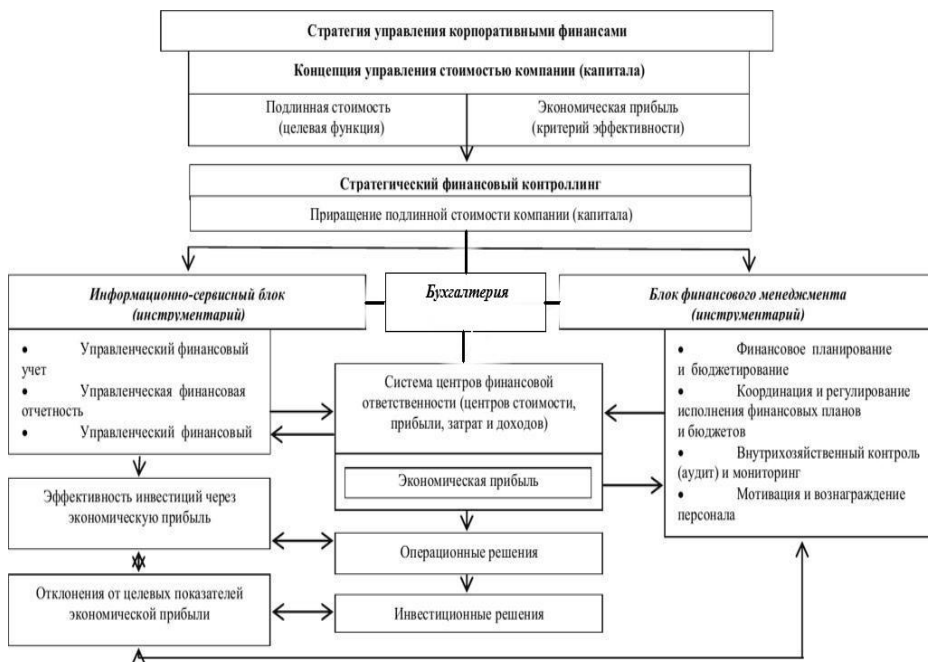 Стратегия управления корпоративными финансами
Концепция управления стоимостью компании (капитала)
Подлинная стоимость
(целевая функция)
Экономическая прибыль
(критерий эффективности)
Стратегический финансовый контроллинг
Приращение подлинной стоимости компании (капитала)
Информационно-сервисный блок
(инструментарий)
Бухгалтерия
Блок финансового менеджмента
(инструментарий)
• Управленческий финансовый
учет
• Управленческая финансовая
отчетность
• Управленческий финансовый
Система центров финансовой
ответственности (центров стоимости,
прибыли, затрат и доходов)
Экономическая прибыль
• Финансовое планирование
и бюджетирование
• Координация и регулирование
исполнения финансовых планов
и бюджетов
• Внутрихозяйственный контроль
(аудит) и мониторинг
• Мотивация и вознаграждение
персонала
Эффективность инвестиций через
экономическую прибыль
Операционные решения
Отклонения от целевых показателей
экономической прибыли
Инвестиционные решения